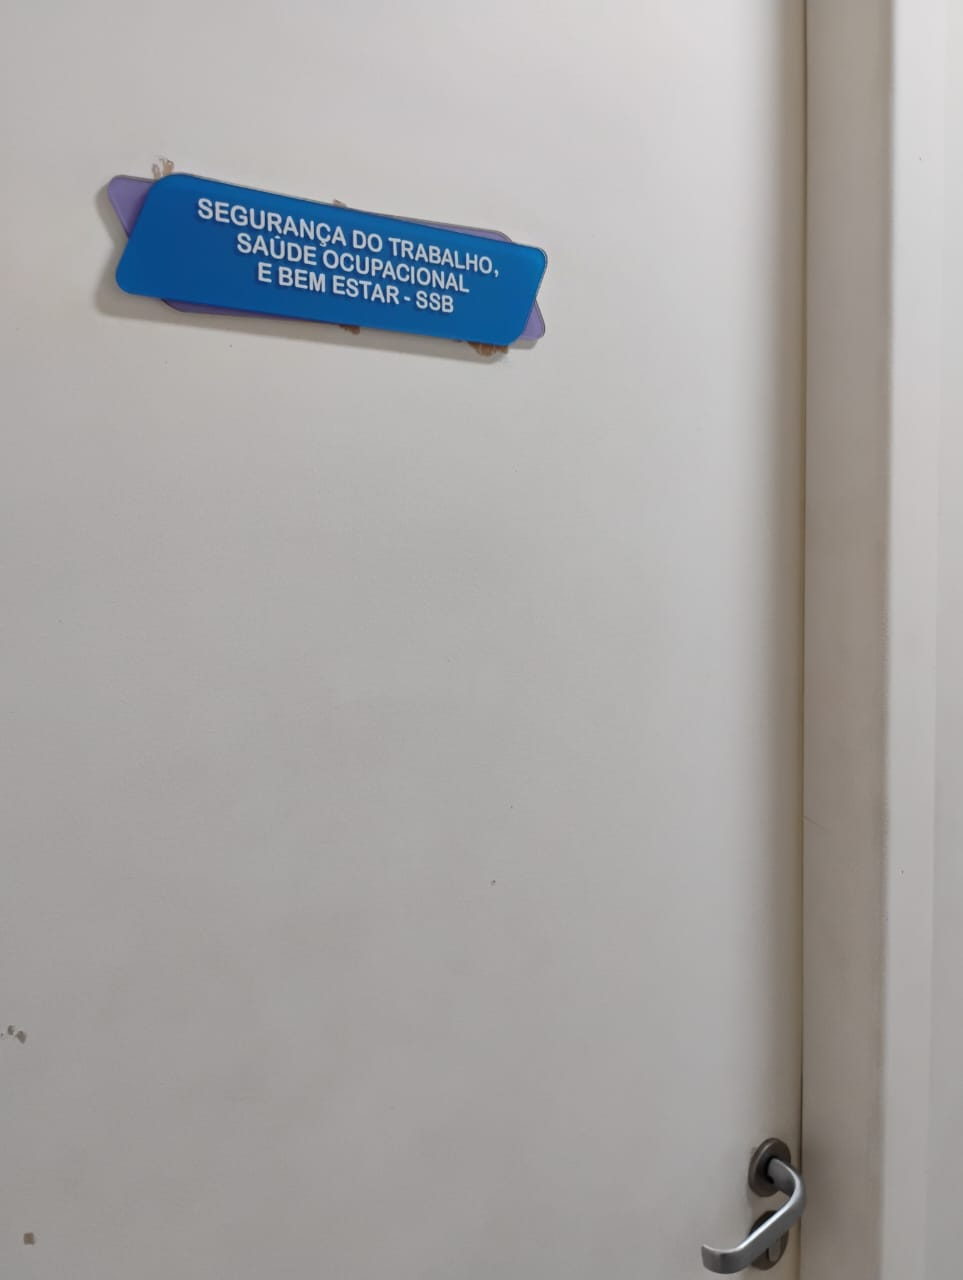 SEGURANÇA DO TRABALHO,
SAÚDE OCUPACIONAL
E BEM ESTAR - SSB